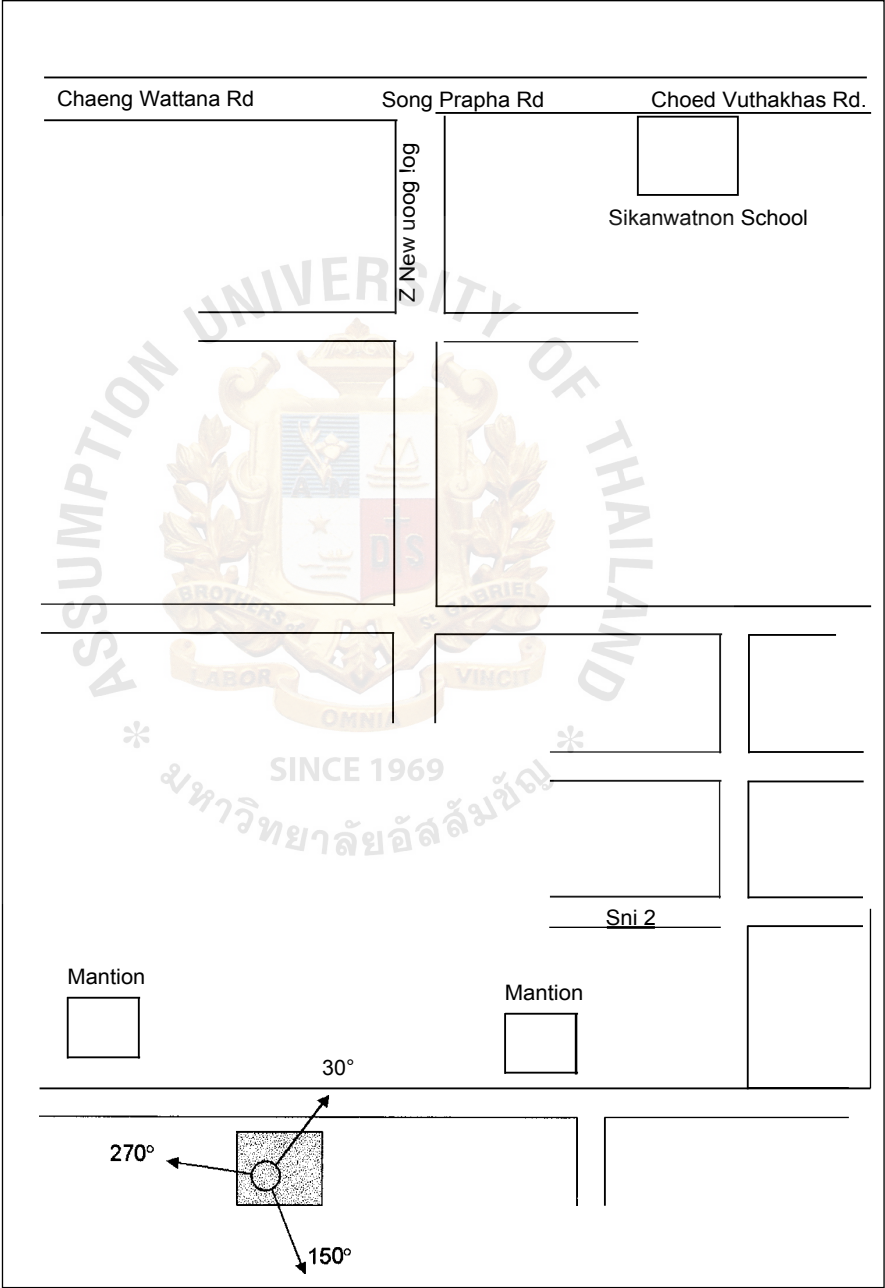 Chaeng Wattana Rd Song Prapha Rd Choed Vuthakhas Rd.
Z New uoog !og
Sikanwatnon School
ASSUMPTION UNIVERSITY OF THAILAND
A M
D S
BROTHERS OF ST GABRIEL
LABOR OMNIA VINCIT
SINCE 1969
* มหาวิทยาลัยอัสสัมชัญ *
Sni 2
Mantion
Mantion
30°
270°
150°